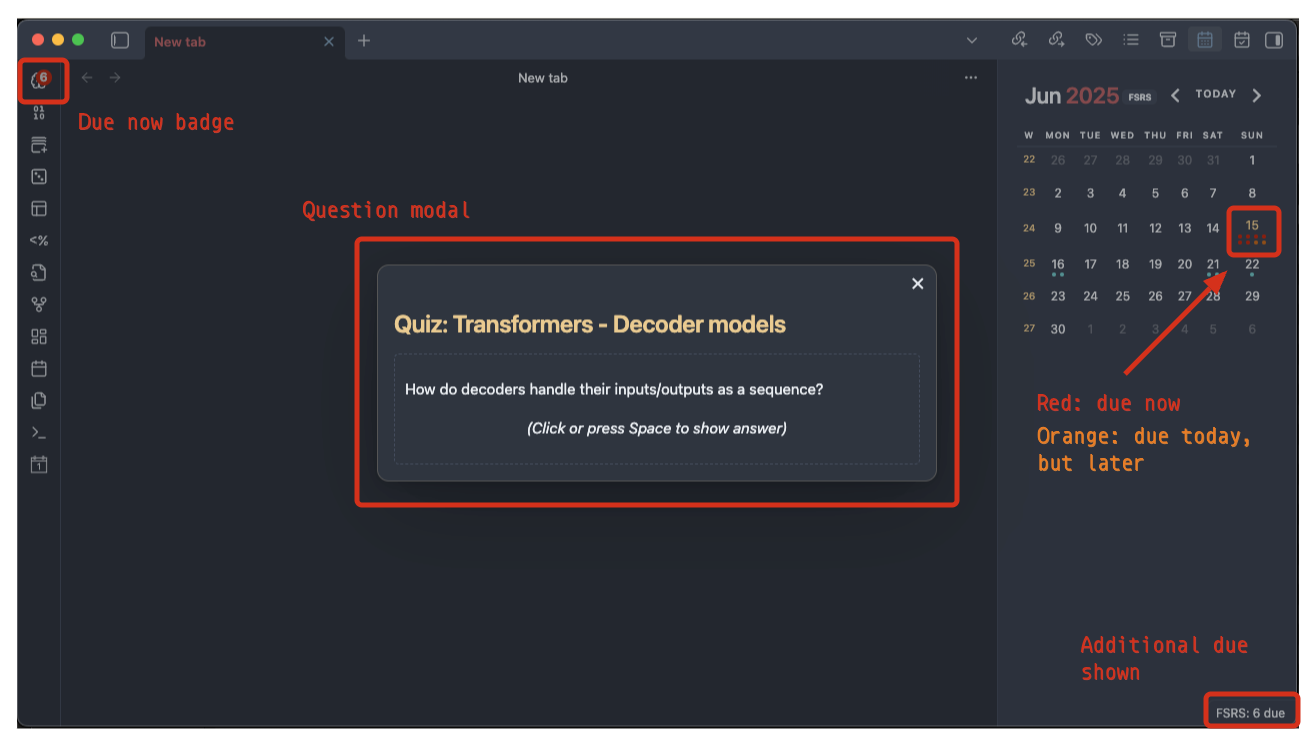 New tab
6
New tab
01
10
Due now badge
Question modal
<%
>_
1
Quiz: Transformers - Decoder models
How do decoders handle their inputs/outputs as a sequence?
(Click or press Space to show answer)
Jun 2025 FSRS TODAY
W MON TUE WED THU FRI SAT SUN
22 26 27 28 29 30 31 1
23 2 3 4 5 6 7 8
24 9 10 11 12 13 14 15
25 16 17 18 19 20 21 22
26 23 24 25 26 27 28 29
27 30 1 2 3 4 5 6
Red: due now
Orange: due today,
but later
Additional due
shown
FSRS: 6 due